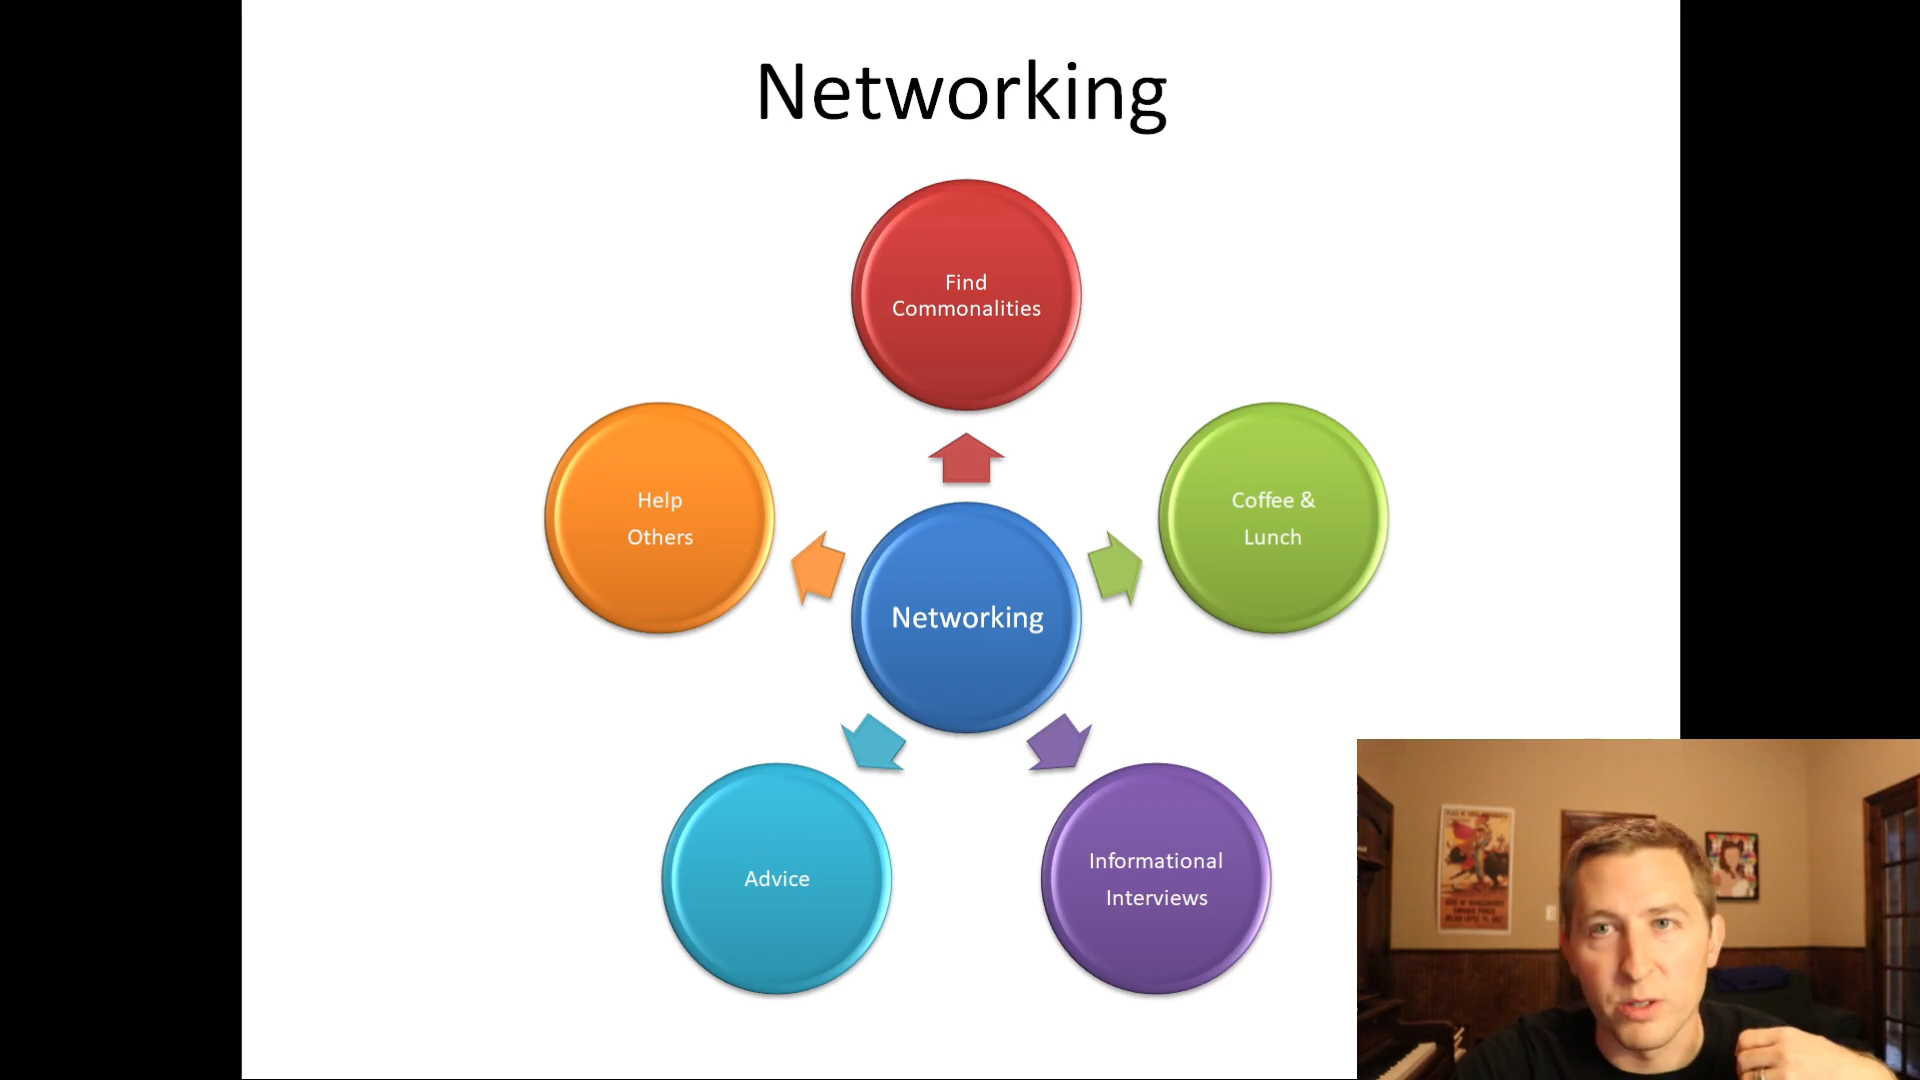 Networking
Find
Commonalities
Help
Others
Coffee &
Lunch
Networking
Advice
Informational
Interviews